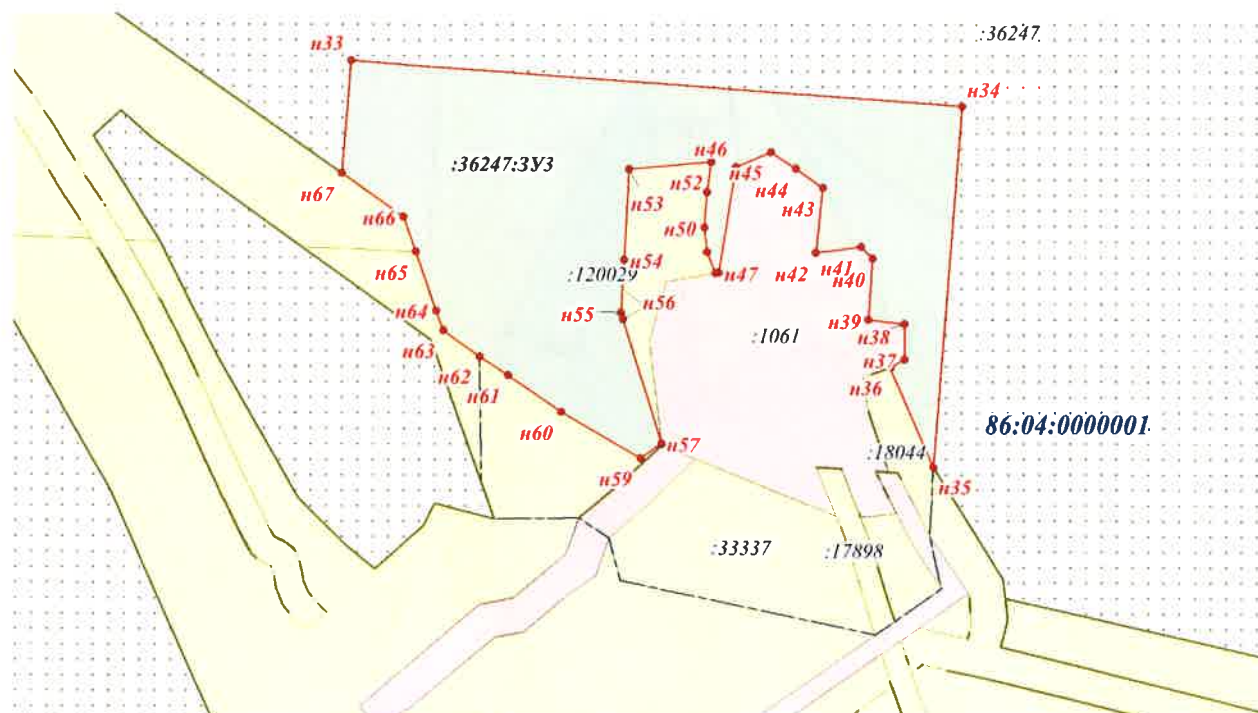 :36247
н33
н34
:36247:ЗУ3
н46
н45
н44
н67
н52
н53
н43
н66
н50
н65
н54
:120029
н47
н42
н41
н40
н64
н55
н56
н39
н38
:1061
н63
н62
н61
н37
н36
н60
86:04:0000001
н57
:18044
н59
н35
:33337
:17898